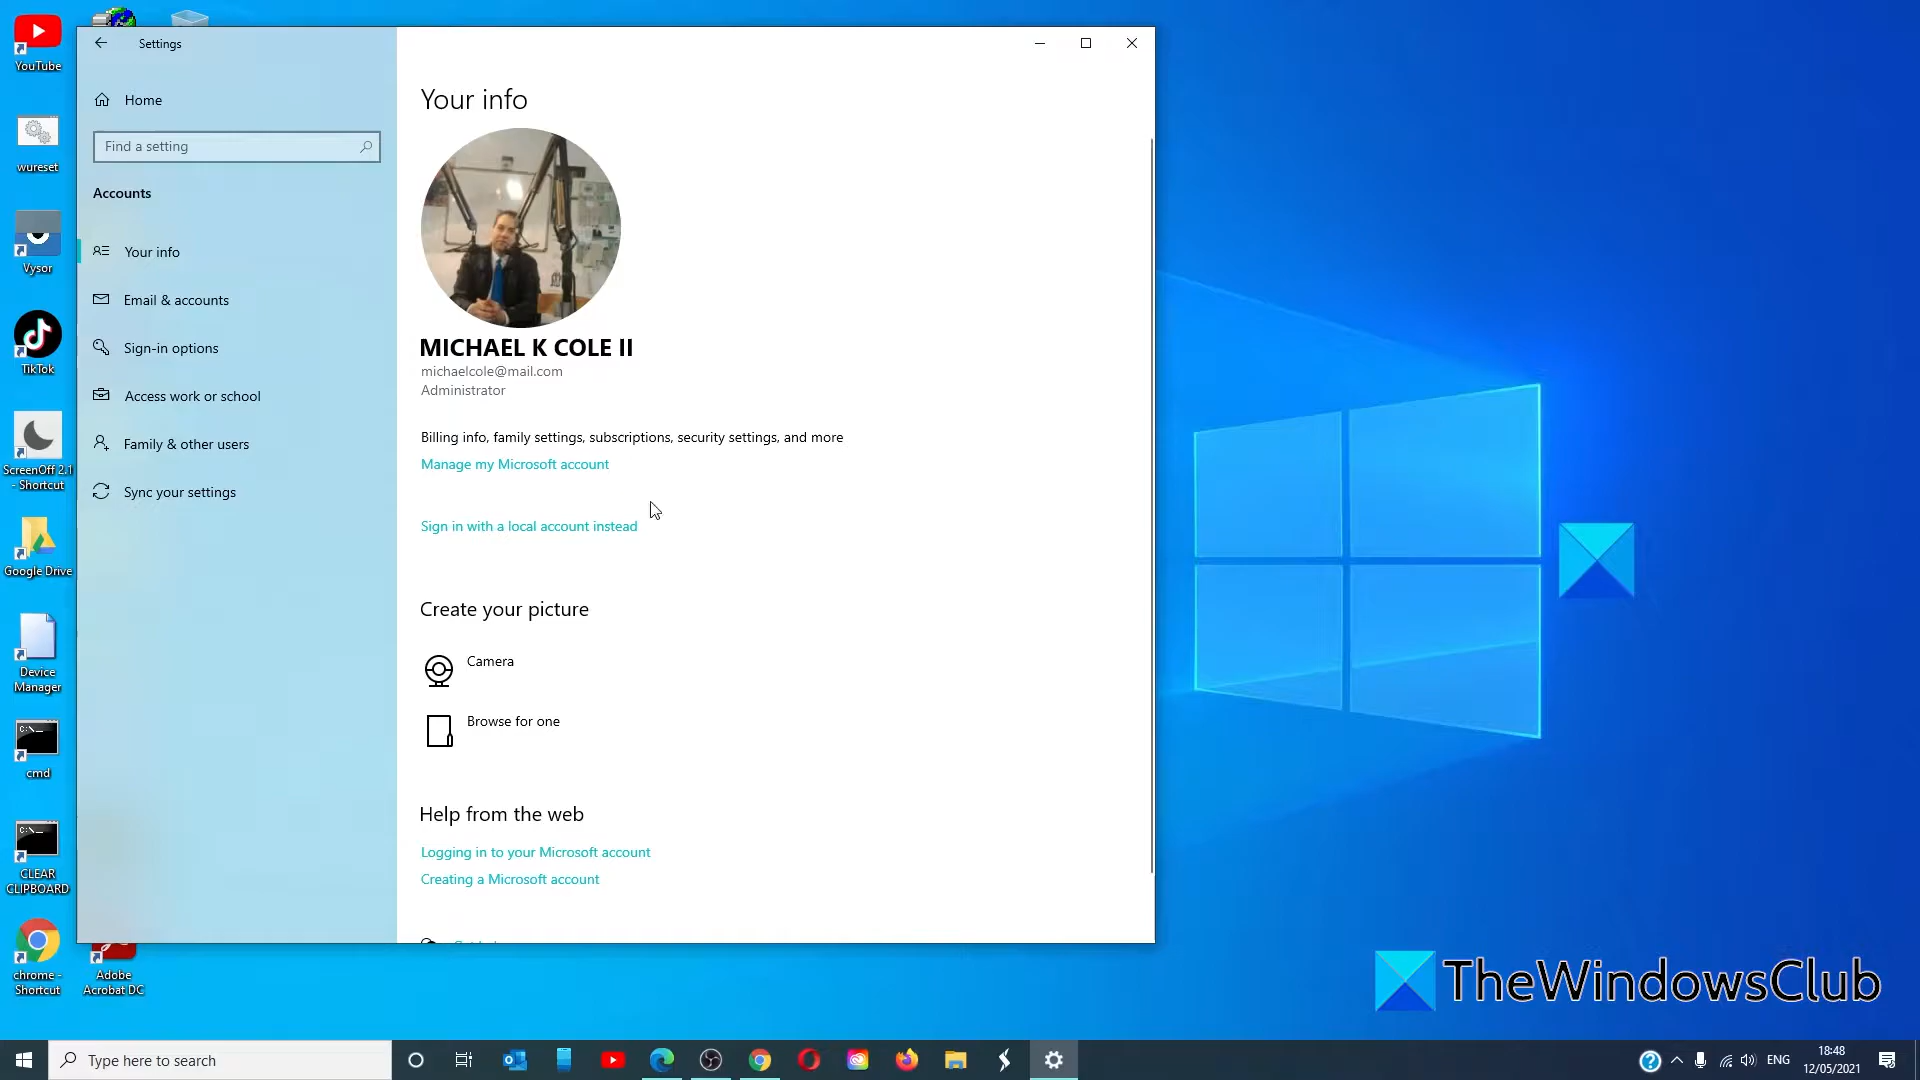 YouTube
wureset
Vysor
TikTok
ScreenOff 2.1
- Shortcut
Google Drive
Device
Manager
cmd
CLEAR
CLIPBOARD
chrome -
Shortcut
Adobe
Acrobat DC
Settings
Home
Find a setting
Accounts
Your info
Email & accounts
Sign-in options
Access work or school
Family & other users
Sync your settings
Your info
MICHAEL K COLE II
michaelcole@mail.com
Administrator
Billing info, family settings, subscriptions, security settings, and more
Manage my Microsoft account
Sign in with a local account instead
Create your picture
Camera
Browse for one
Help from the web
Logging in to your Microsoft account
Creating a Microsoft account
TheWindowsClub
Type here to search
ENG
18:48
12/05/2021